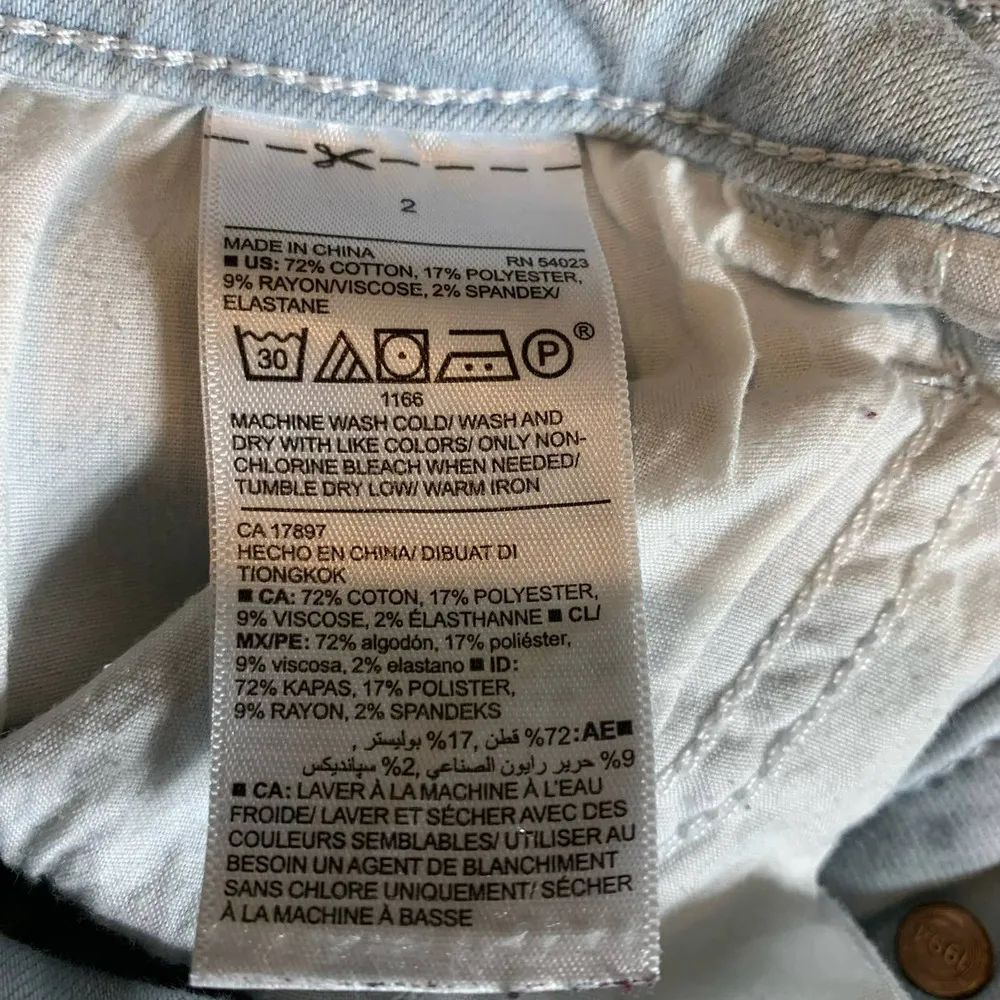 2
MADE IN CHINA RN 54023
■ US: 72% COTTON, 17% POLYESTER,
9% RAYON/VISCOSE, 2% SPANDEX/
ELASTANE
30 P ®
1166
MACHINE WASH COLD/ WASH AND
DRY WITH LIKE COLORS/ ONLY NON-
CHLORINE BLEACH WHEN NEEDED/
TUMBLE DRY LOW/ WARM IRON
CA 17897
HECHO EN CHINA/ DIBUAT DI
TIONGKOK
■ CA: 72% COTON, 17% POLYESTER,
9% VISCOSE, 2% ÉLASTHANNE ■ CL/
MX/PE: 72% algodón, 17% poliéster,
9% viscosa, 2% elastano ■ ID:
72% KAPAS, 17% POLISTER,
9% RAYON, 2% SPANDEKS
■AE: 72% قطن, 17% بوليستر ,
9% حرير رايون الصناعي, 2% سپانديكس
■ CA: LAVER À LA MACHINE À L'EAU
FROIDE/ LAVER ET SÉCHER AVEC DES
COULEURS SEMBLABLES/ UTILISER AU
BESOIN UN AGENT DE BLANCHIMENT
SANS CHLORE UNIQUEMENT/ SÉCHER
À LA MACHINE À BASSE
1994